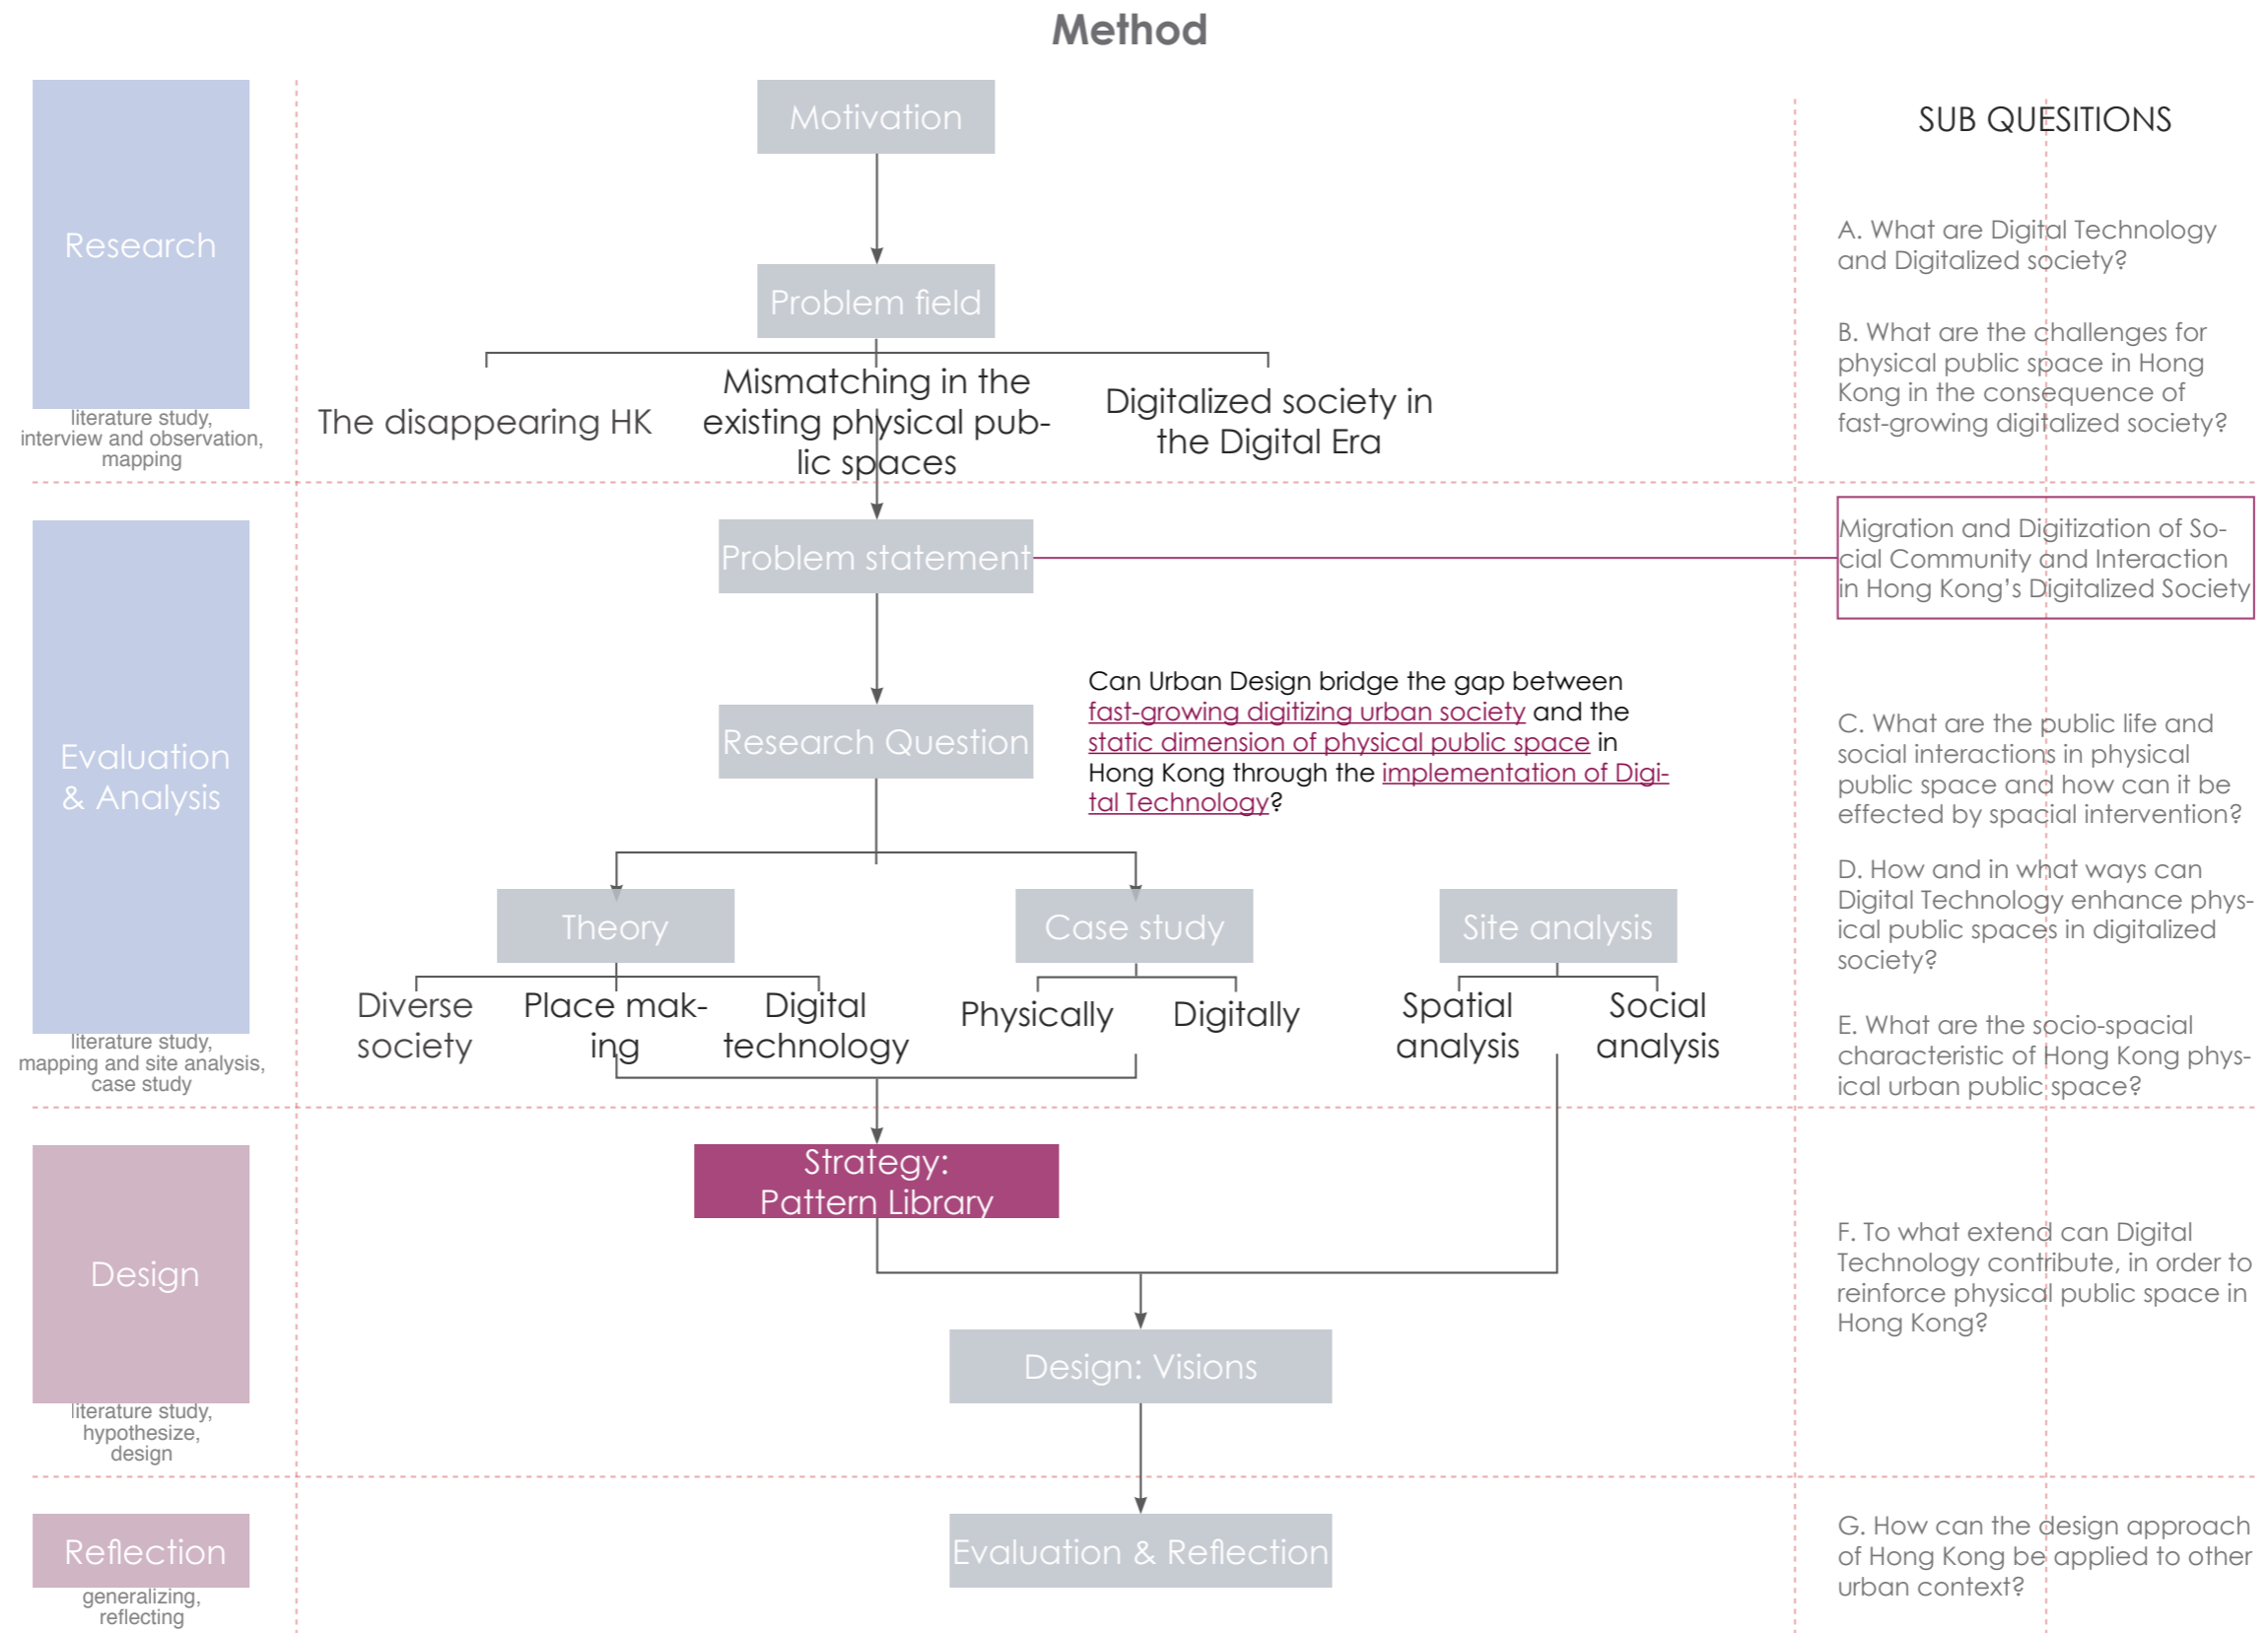 Method
Motivation
SUB QUESITIONS
Research
A. What are Digital Technology
and Digitalized society?
Problem field
B. What are the challenges for
physical public space in Hong
Kong in the consequence of
fast-growing digitalized society?
The disappearing HK
Mismatching in the
existing physical pub-
lic spaces
Digitalized society in
the Digital Era
literature study,
interview and observation,
mapping
Problem statement
Migration and Digitization of So-
cial Community and Interaction
in Hong Kong's Digitalized Society
Evaluation
& Analysis
Research Question
Can Urban Design bridge the gap between
fast-growing digitizing urban society and the
static dimension of physical public space in
Hong Kong through the implementation of Digi-
tal Technology?
C. What are the public life and
social interactions in physical
public space and how can it be
effected by spacial intervention?
Theory
Case study
Site analysis
D. How and in what ways can
Digital Technology enhance phys-
ical public spaces in digitalized
society?
Diverse
society
Place mak-
ing
Digital
technology
Physically
Digitally
Spatial
analysis
Social
analysis
E. What are the socio-spacial
characteristic of Hong Kong phys-
ical urban public space?
literature study,
mapping and site analysis,
case study
Strategy:
Pattern Library
Design
F. To what extend can Digital
Technology contribute, in order to
reinforce physical public space in
Hong Kong?
Design: Visions
literature study,
hypothesize,
design
Reflection
Evaluation & Reflection
G. How can the design approach
of Hong Kong be applied to other
urban context?
generalizing,
reflecting